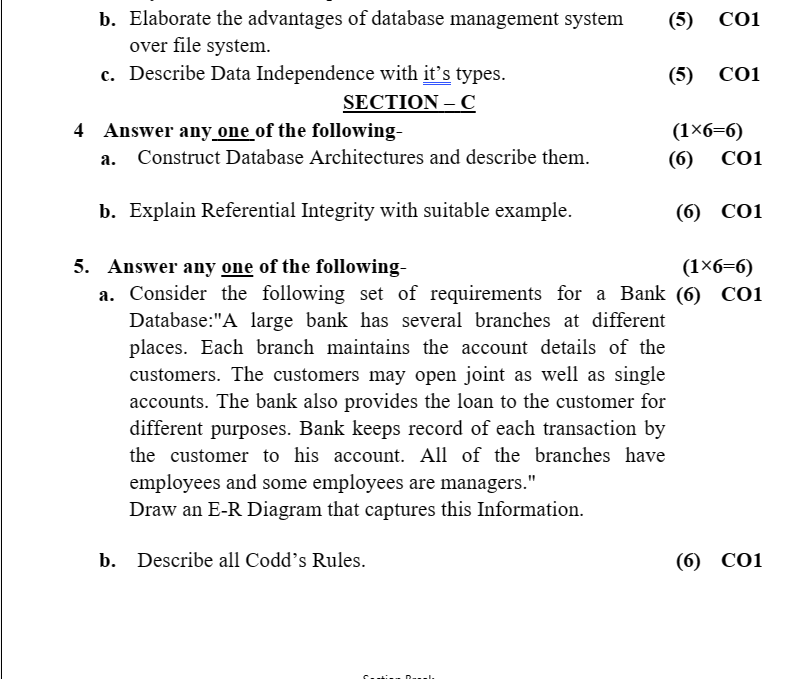 b. Elaborate the advantages of database management system (5) CO1
over file system.
c. Describe Data Independence with it’s types. (5) CO1
SECTION – C
4 Answer any one of the following- (1×6=6)
a. Construct Database Architectures and describe them. (6) CO1
b. Explain Referential Integrity with suitable example. (6) CO1
5. Answer any one of the following- (1×6=6)
a. Consider the following set of requirements for a Bank (6) CO1
Database:"A large bank has several branches at different
places. Each branch maintains the account details of the
customers. The customers may open joint as well as single
accounts. The bank also provides the loan to the customer for
different purposes. Bank keeps record of each transaction by
the customer to his account. All of the branches have
employees and some employees are managers."
Draw an E-R Diagram that captures this Information.
b. Describe all Codd’s Rules. (6) CO1